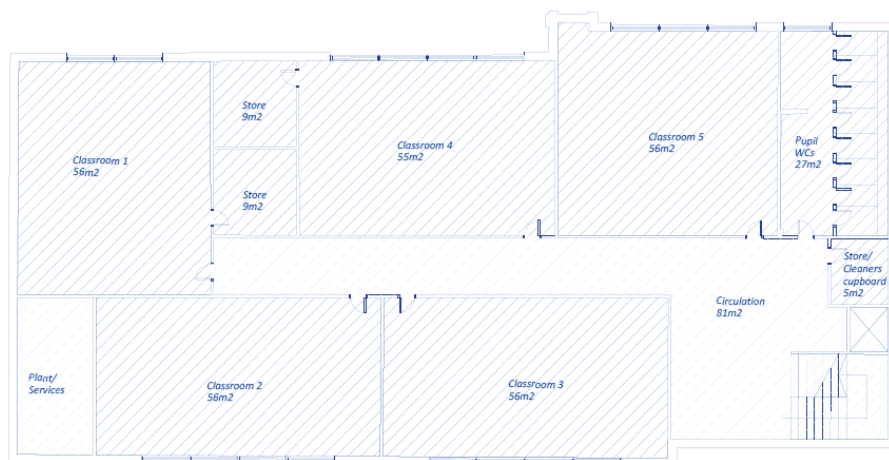 Classroom 1
56m2
Store
9m2
Store
9m2
Classroom 4
55m2
Classroom 5
56m2
Pupil
WCs
27m2
Store/
Cleaners
cupboard
5m2
Circulation
81m2
Plant/
Services
Classroom 2
56m2
Classroom 3
56m2